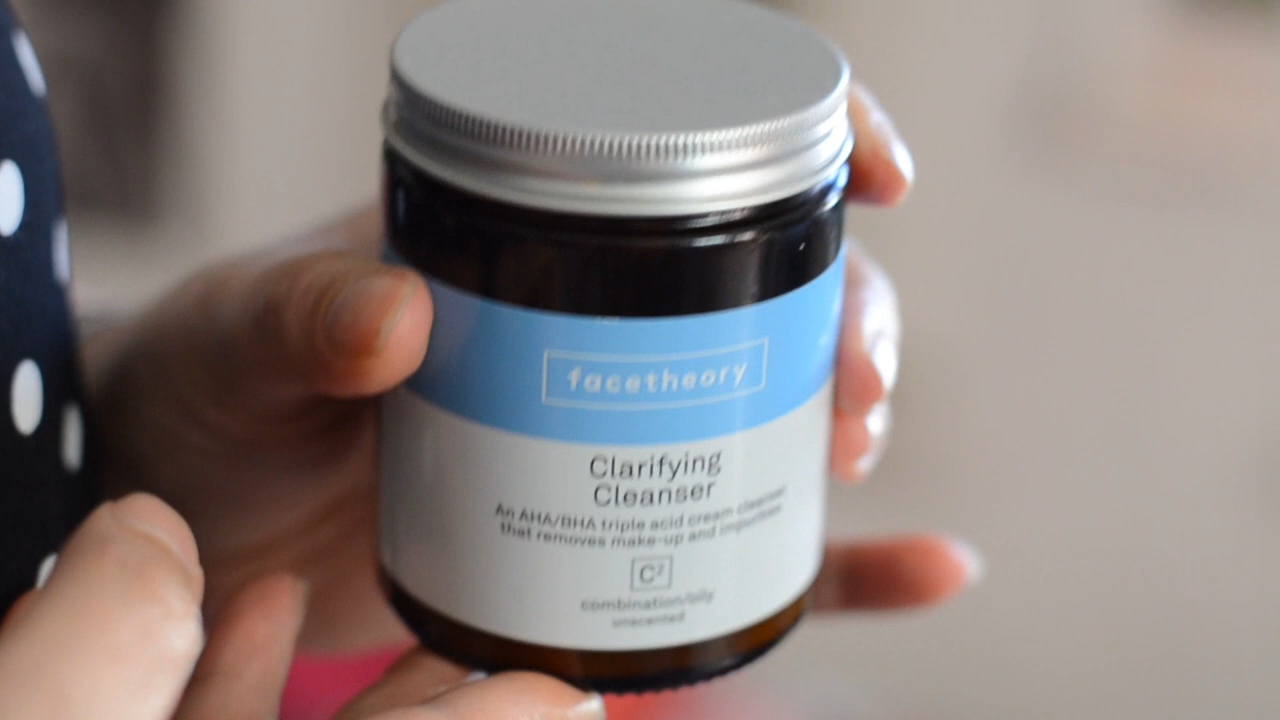 facetheory
Clarifying
Cleanser
An AHA/BHA triple acid cream cleanser
that removes make-up and impurities
C²
combination/oily
unscented